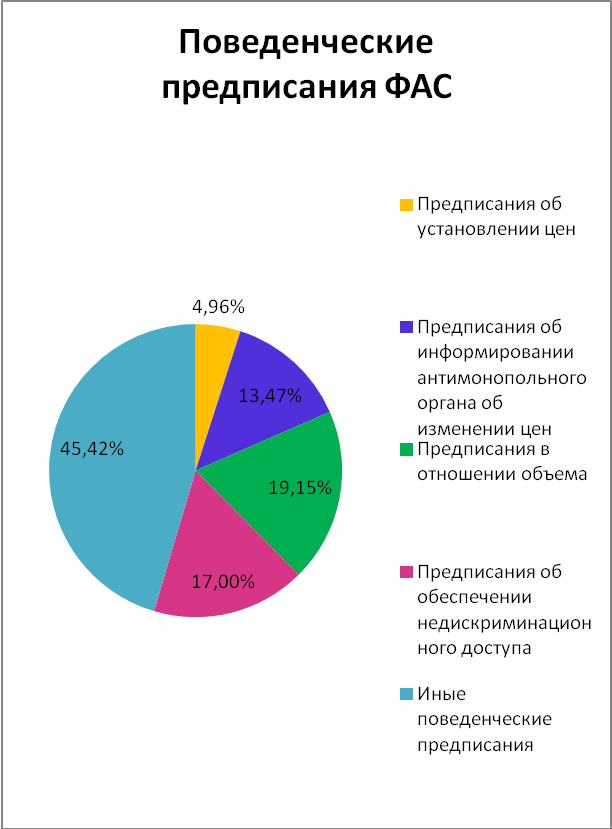 Поведенческие
предписания ФАС
Предписания об
установлении цен
4,96%
Предписания об
информировании
антимонопольного
органа об
изменении цен
13,47%
45,42%
Предписания в
отношении объема
19,15%
17,00%
Предписания об
обеспечении
недискриминацион
ного доступа
Иные
поведенческие
предписания